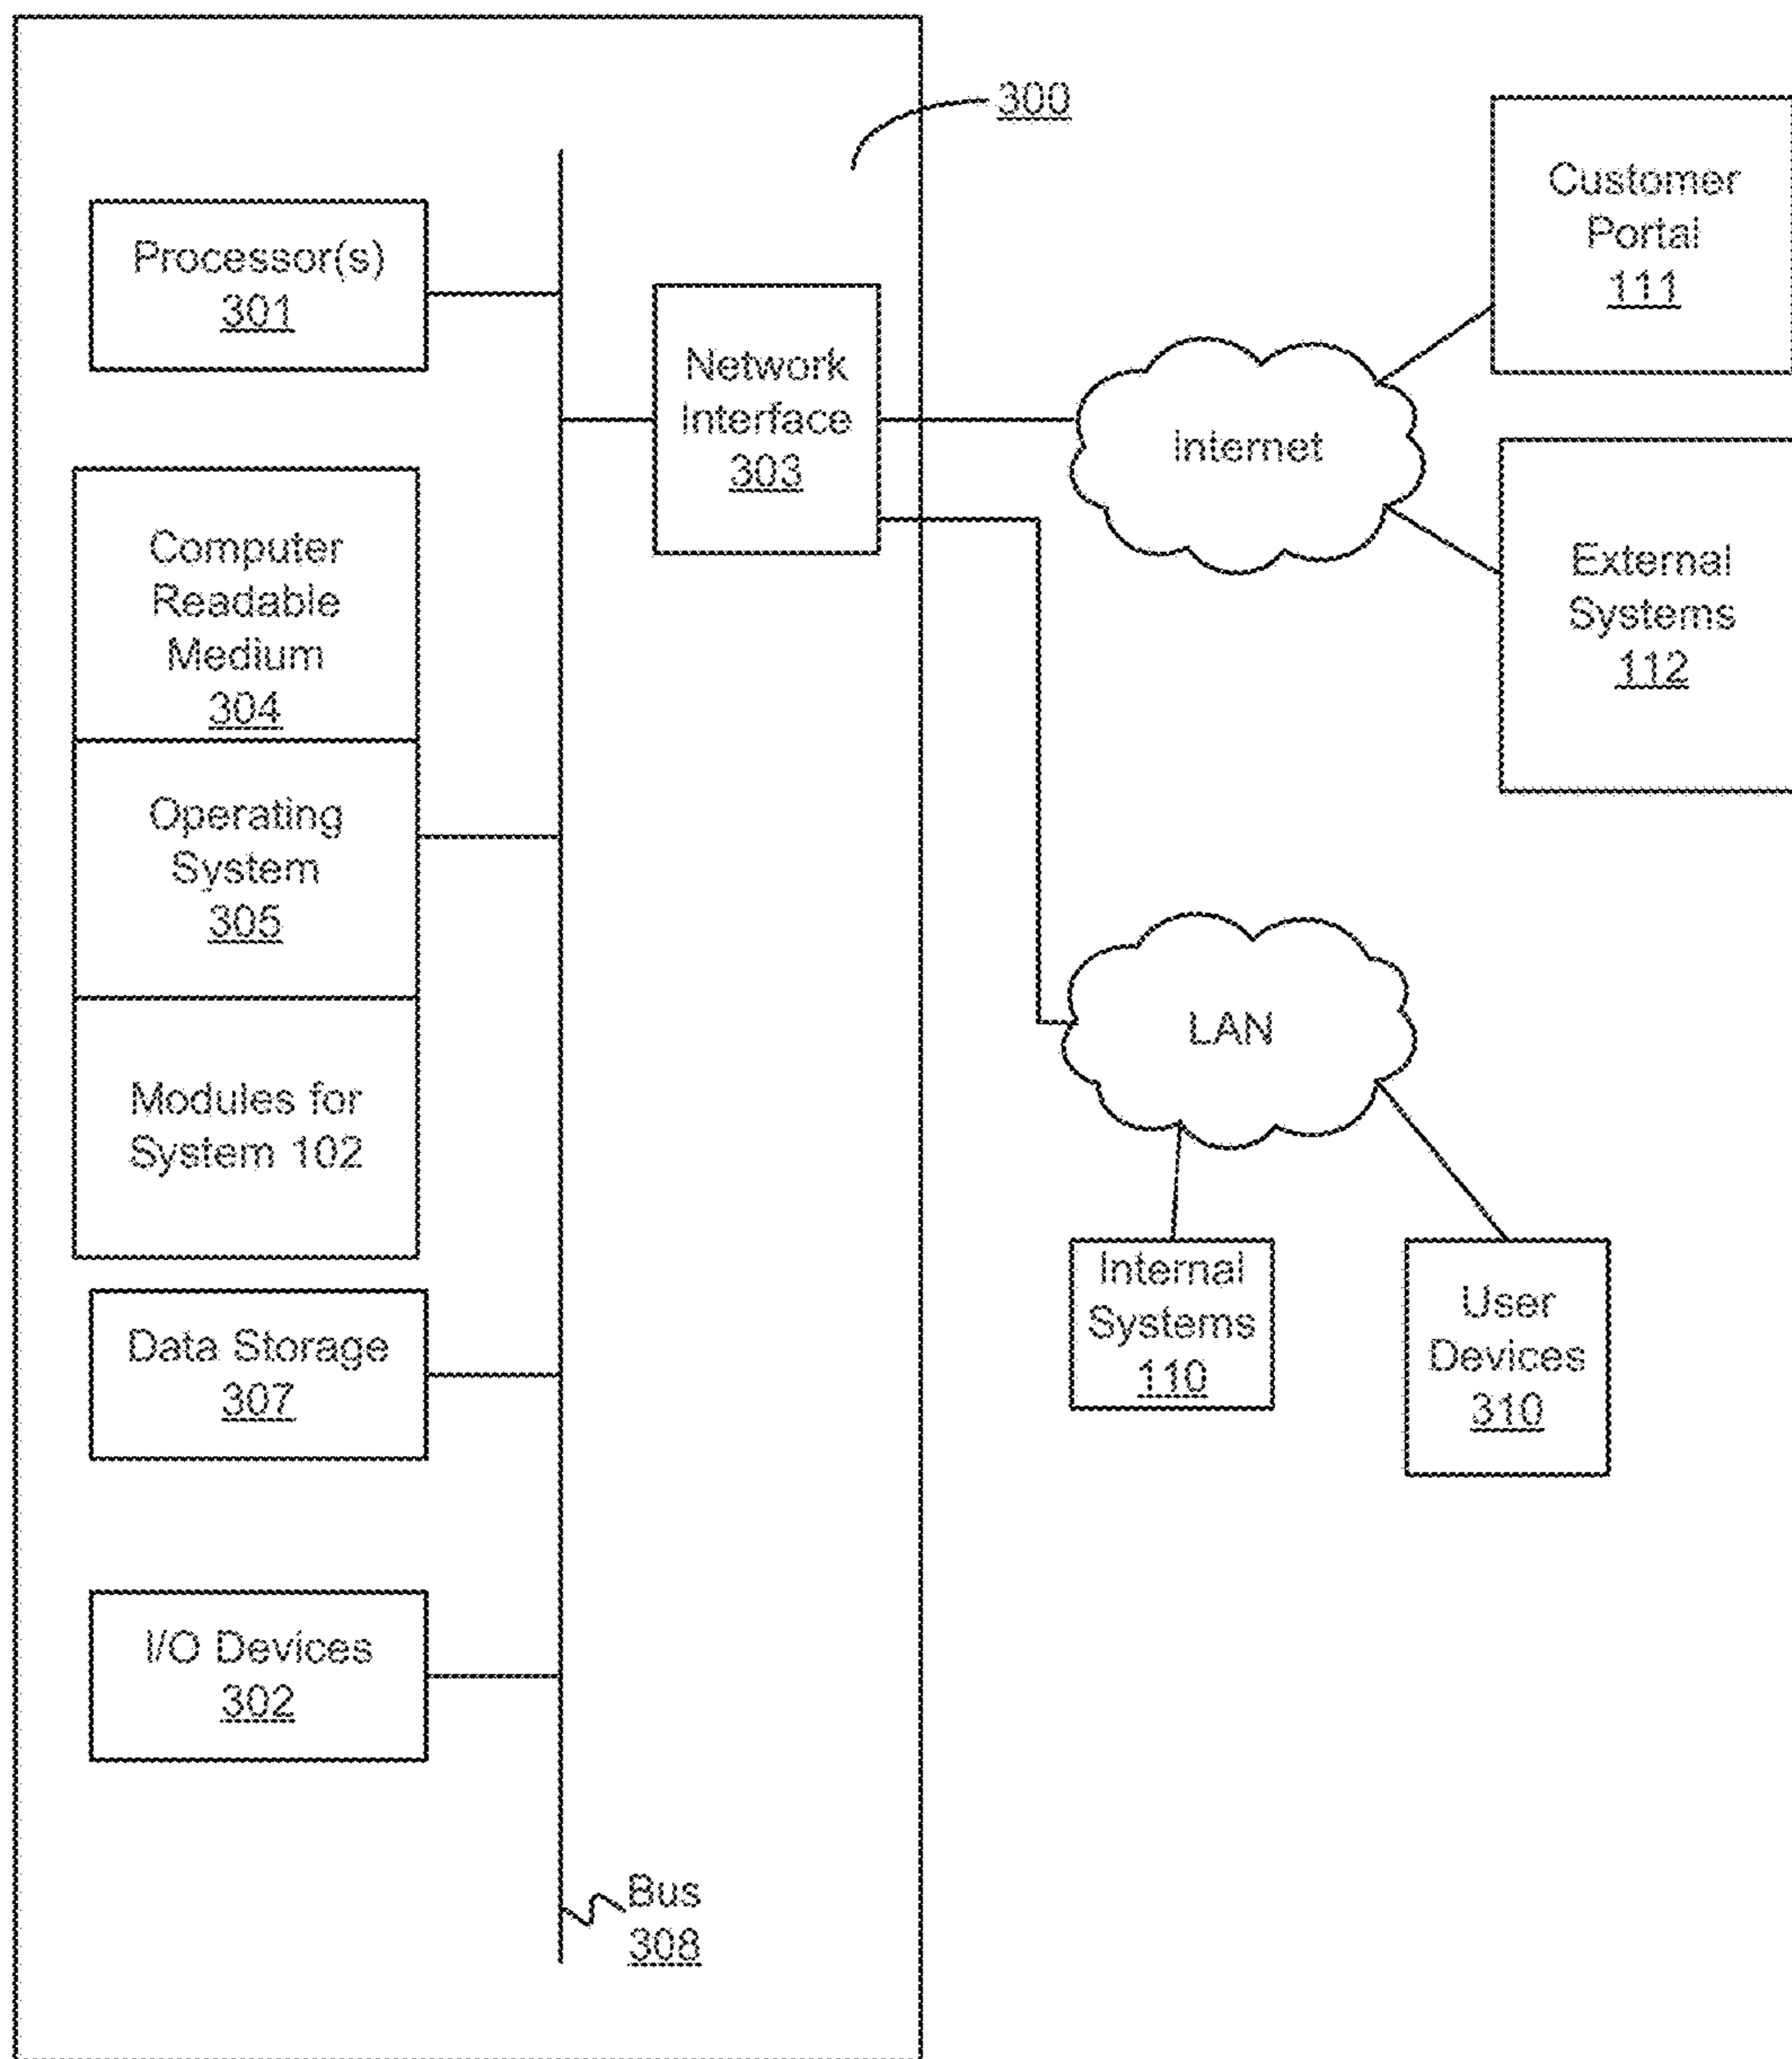 300
Processor(s)
301
Network
Interface
303
Computer
Readable
Medium
304
Operating
System
305
Modules for
System 102
Data Storage
307
I/O Devices
302
Bus
308
Internet
Customer
Portal
111
External
Systems
112
LAN
Internal
Systems
110
User
Devices
310